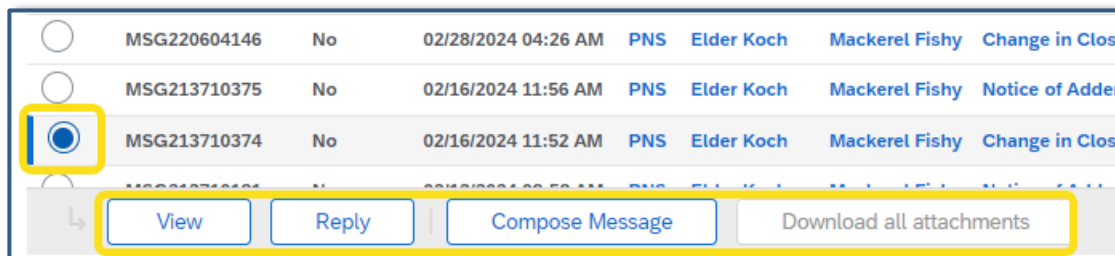 MSG220604146 No 02/28/2024 04:26 AM PNS Elder Koch Mackerel Fishy Change in Clos
MSG213710375 No 02/16/2024 11:56 AM PNS Elder Koch Mackerel Fishy Notice of Adde
MSG213710374 No 02/16/2024 11:52 AM PNS Elder Koch Mackerel Fishy Change in Clos
View Reply Compose Message Download all attachments